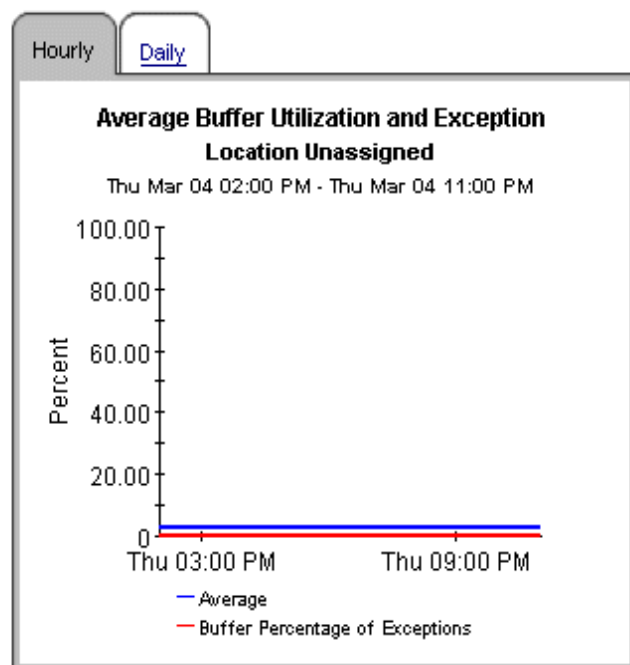 Hourly
Daily
Average Buffer Utilization and Exception
Location Unassigned
Thu Mar 04 02:00 PM - Thu Mar 04 11:00 PM
100.00
80.00
60.00
40.00
20.00
0
Percent
Thu 03:00 PM
Thu 09:00 PM
Average
Buffer Percentage of Exceptions